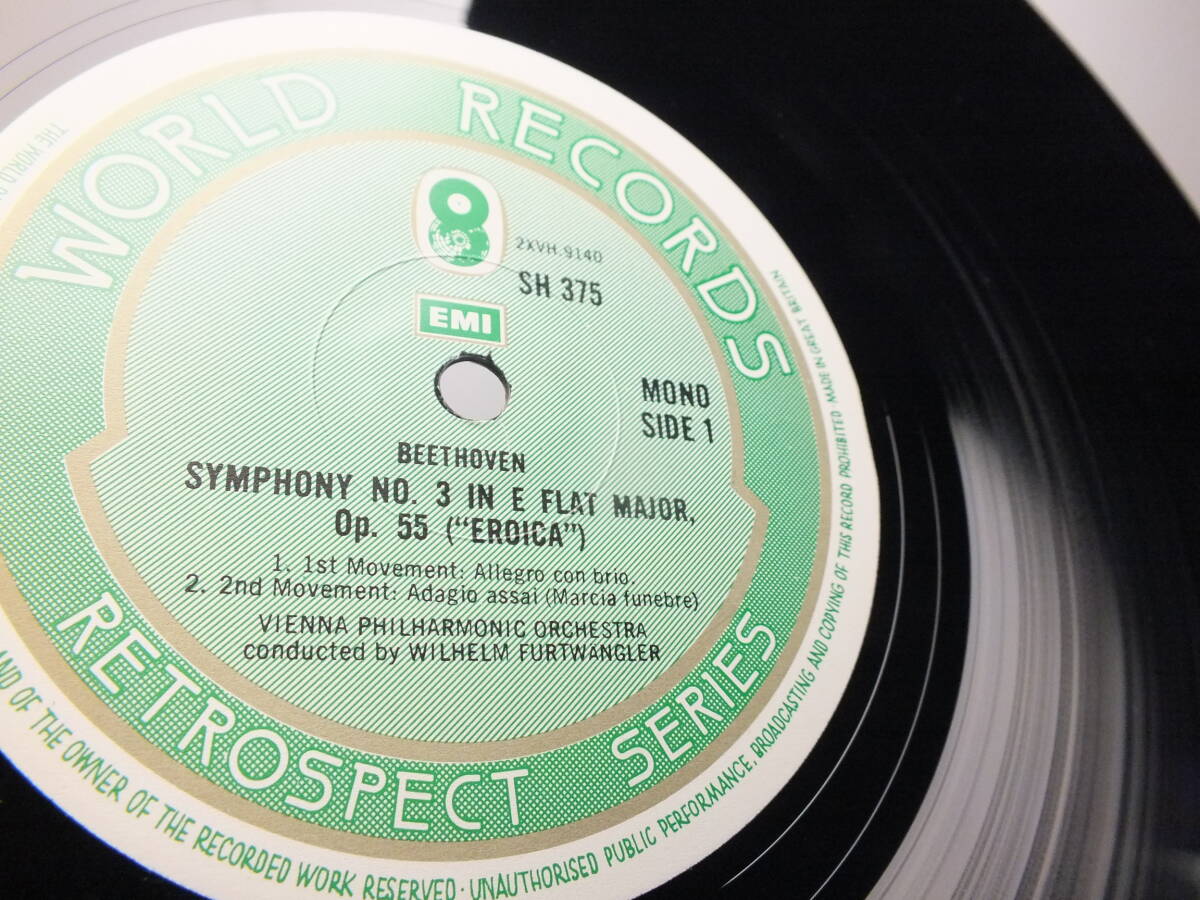 WORLD RECORDS
2XVH.9140
SH 375
EMI
MONO
SIDE 1
BEETHOVEN
SYMPHONY NO. 3 IN E FLAT MAJOR,
Op. 55 ("EROICA")
1. 1st Movement: Allegro con brio.
2. 2nd Movement: Adagio assai (Marcia funebre)
VIENNA PHILHARMONIC ORCHESTRA
conducted by WILHELM FURTWANGLER
RETROSPECT SERIES
THE WORLD
AND OF THE OWNER OF THE RECORDED WORK RESERVED · UNAUTHORISED PUBLIC PERFORMANCE, BROADCASTING AND COPYING OF THIS RECORD PROHIBITED MADE IN GREAT BRITAIN